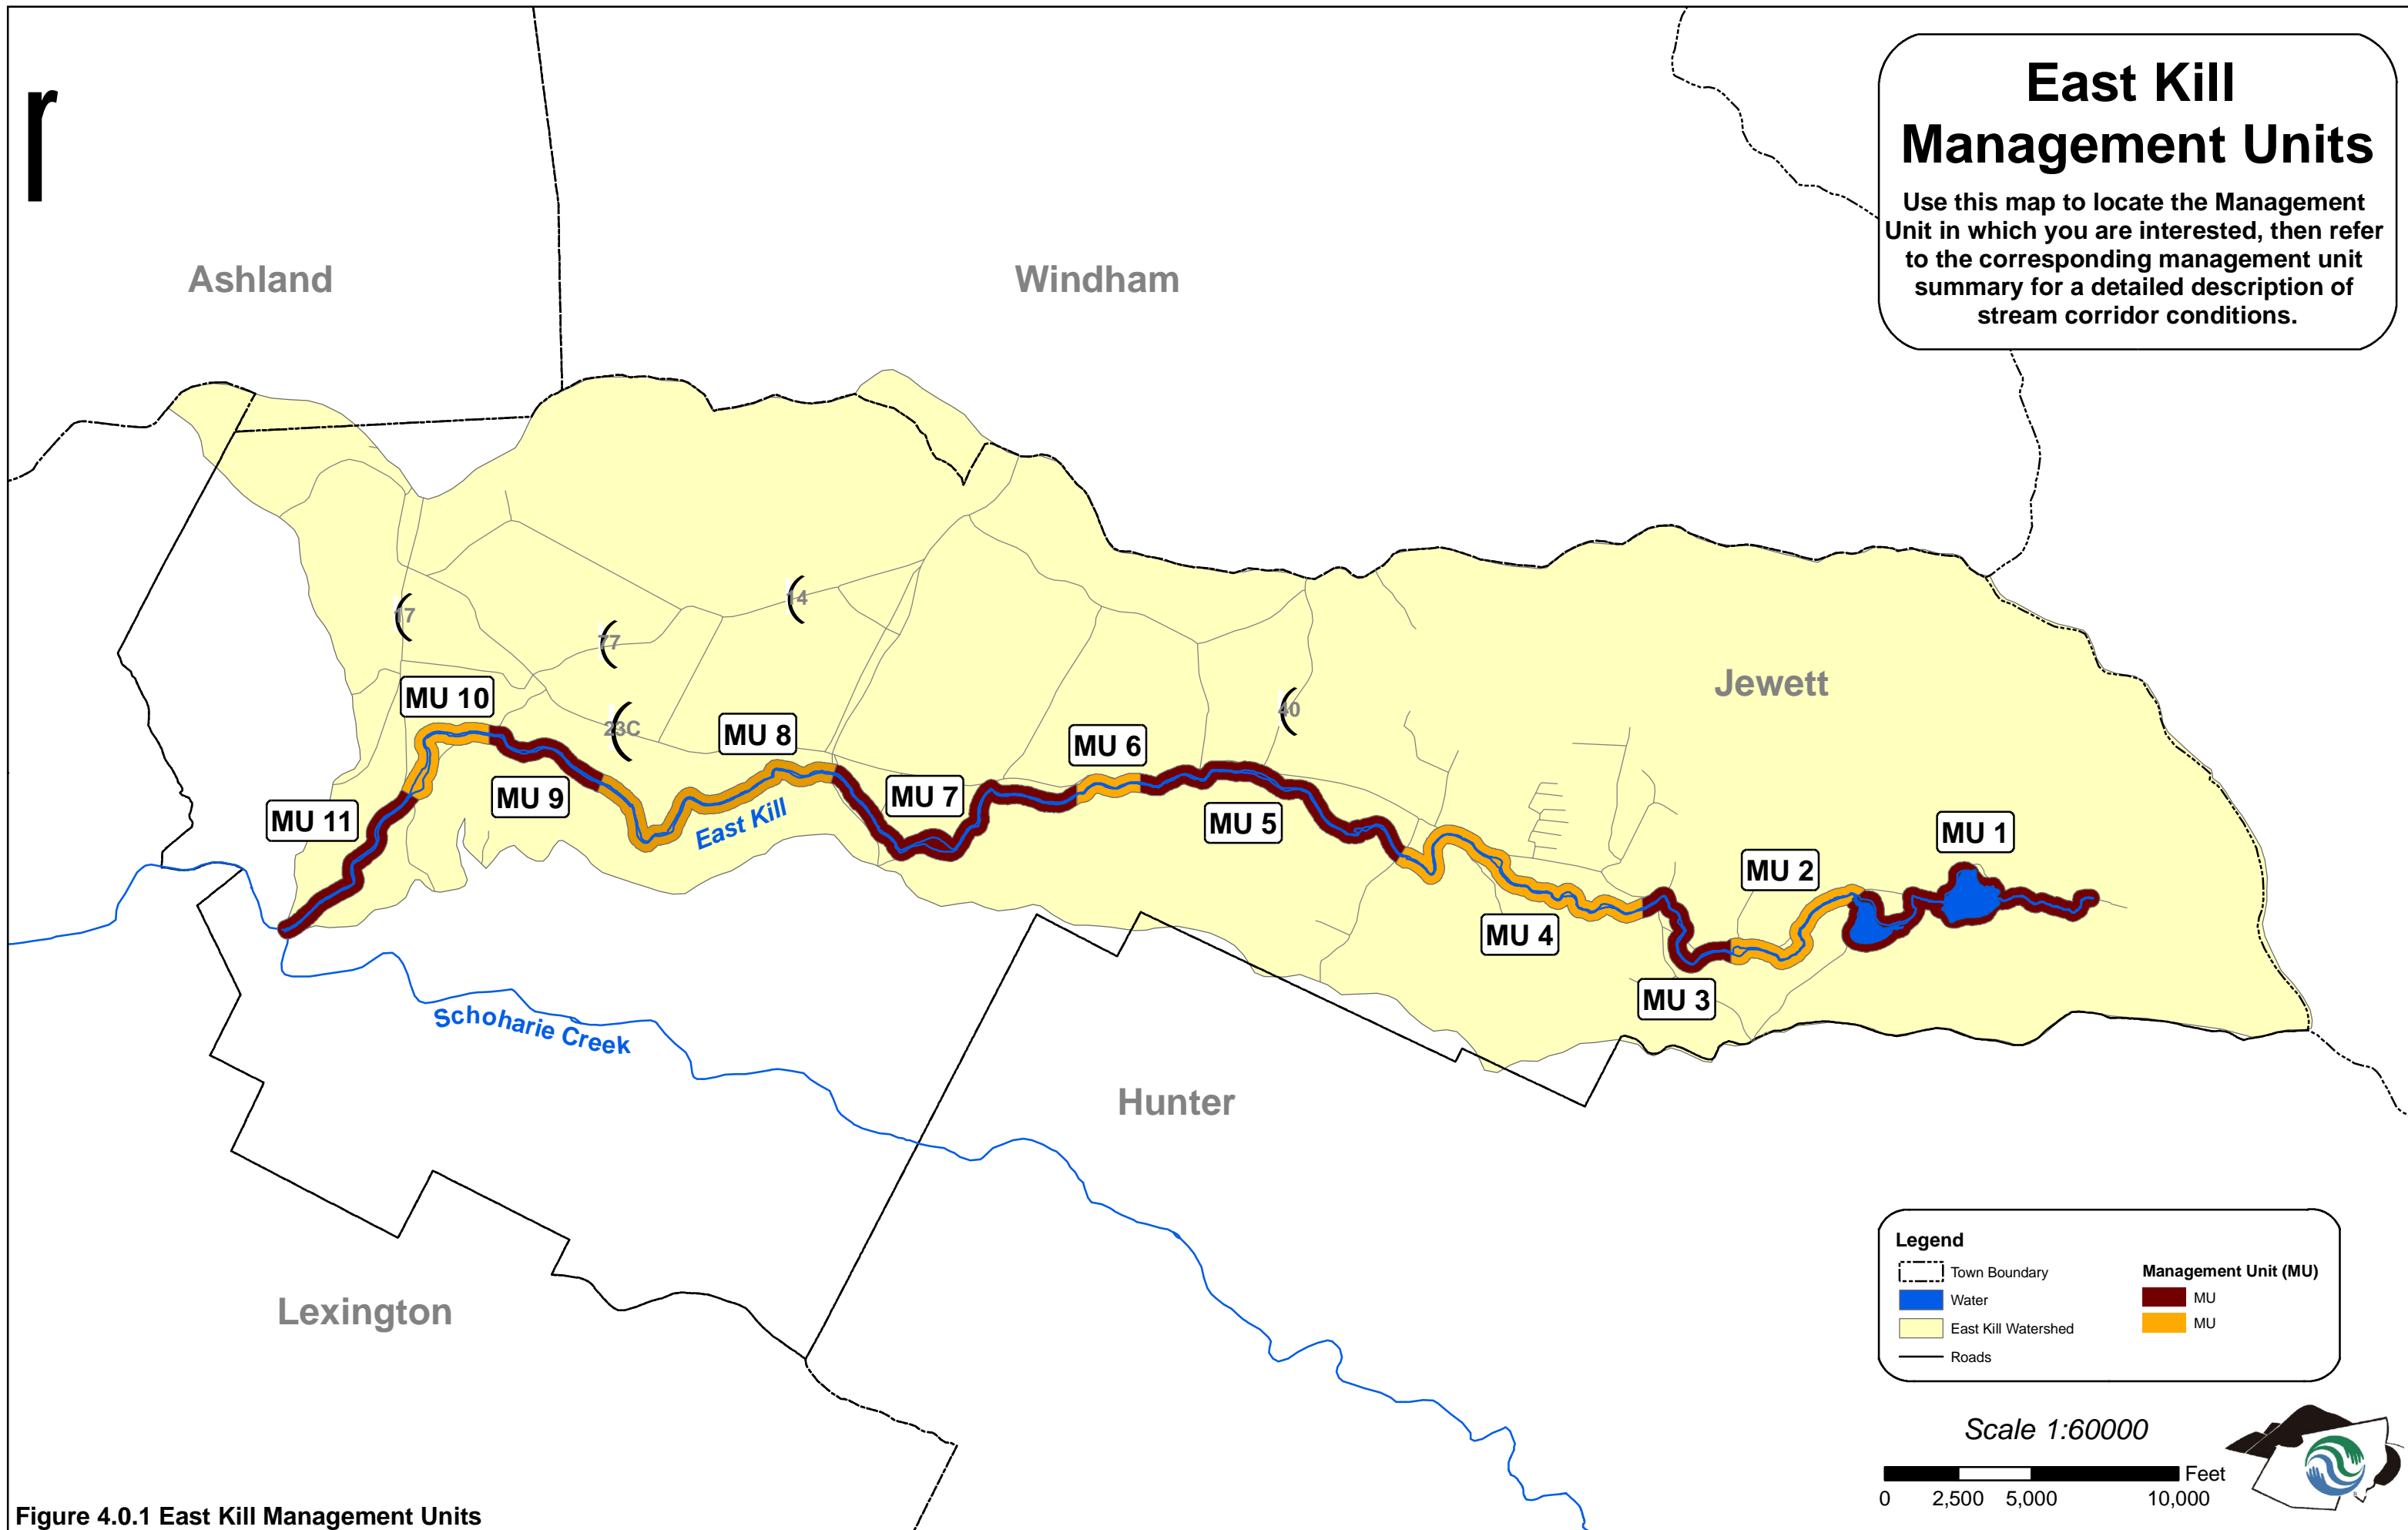 East Kill
Management Units
Use this map to locate the Management
Unit in which you are interested, then refer
to the corresponding management unit
summary for a detailed description of
stream corridor conditions.
Ashland
Windham
17
14
77
23C
40
Jewett
MU 10
MU 8
MU 6
MU 9
MU 7
MU 11
MU 5
MU 1
MU 2
MU 4
MU 3
East Kill
Schoharie Creek
Hunter
Lexington
Legend
Town Boundary
Water
East Kill Watershed
Roads
Management Unit (MU)
MU
MU
Scale 1:60000
Feet
0 2,500 5,000 10,000
Figure 4.0.1 East Kill Management Units